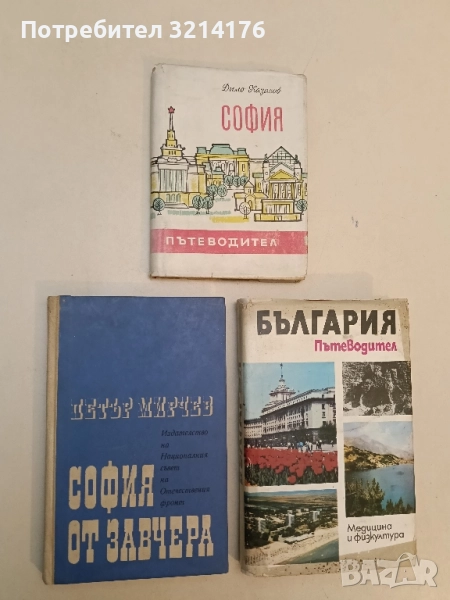 Потребител 3214176
Димо Казасов
СОФИЯ
ПЪТЕВОДИТЕЛ
ПЕТЪР МИРЧЕВ
Издателство
на
Националния
съвет
на
Отечествения
фронт
СОФИЯ
ОТ ЗАВЧЕРА
БЪЛГАРИЯ
Пътеводител
Медицина
и физкултура
bazar